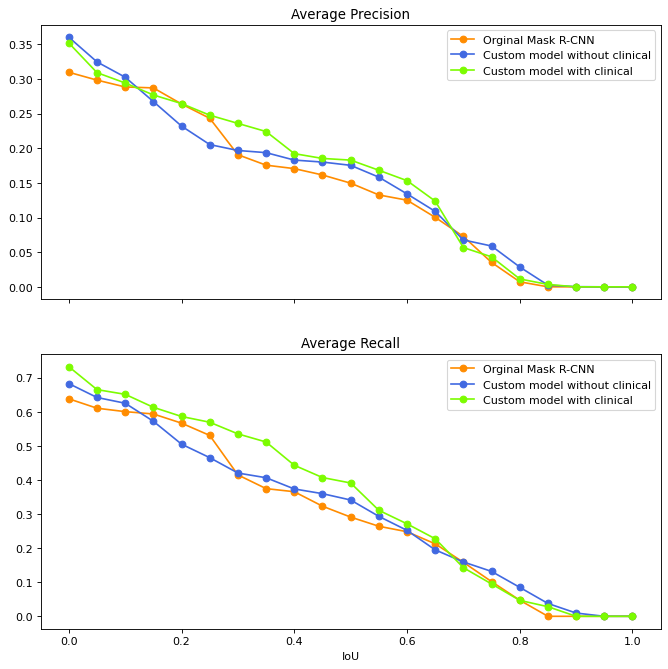 Average Precision
Orginal Mask R-CNN
Custom model without clinical
Custom model with clinical
0.35
0.30
0.25
0.20
0.15
0.10
0.05
0.00
Average Recall
Orginal Mask R-CNN
Custom model without clinical
Custom model with clinical
0.7
0.6
0.5
0.4
0.3
0.2
0.1
0.0
0.0 0.2 0.4 0.6 0.8 1.0
IoU